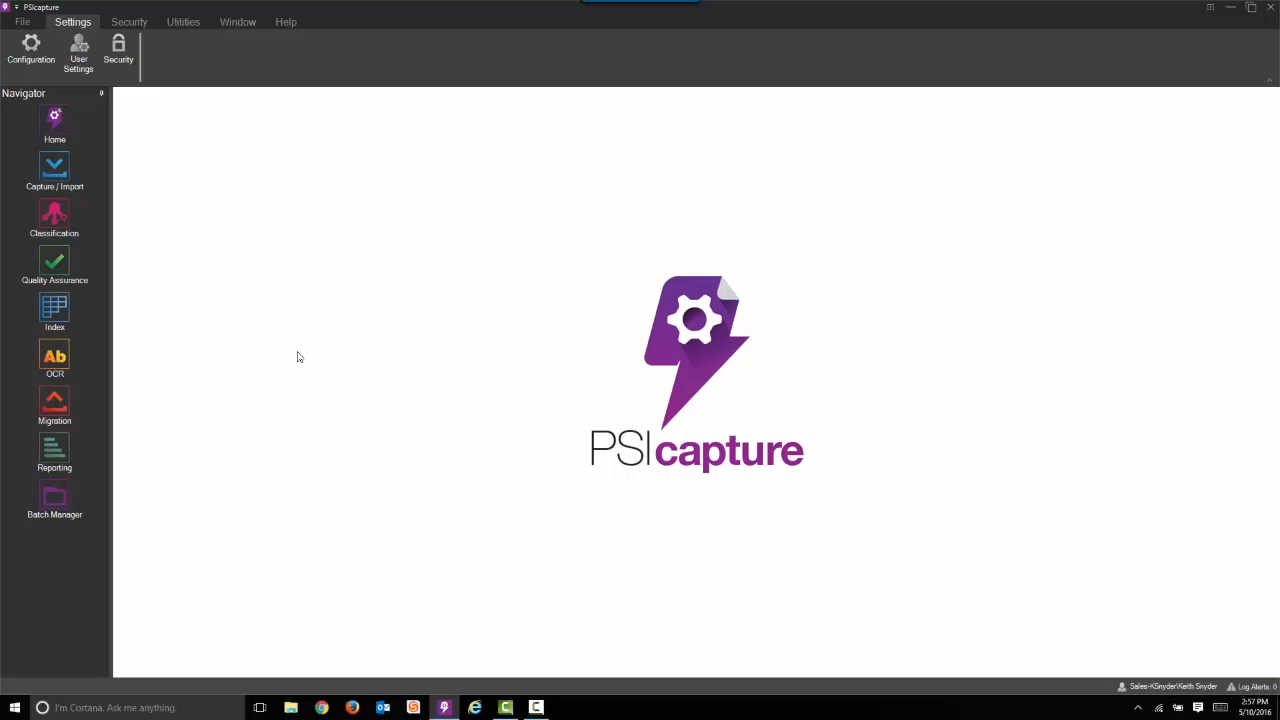 PSIcapture
File Settings Security Utilities Window Help
Configuration
User
Settings
Security
Navigator
Home
Capture / Import
Classification
Quality Assurance
Index
Ab
OCR
Migration
Reporting
Batch Manager
PSIcapture
Sales-KSnyder\Keith Snyder Log Alerts: 0
I'm Cortana. Ask me anything.
2:57 PM
5/10/2016